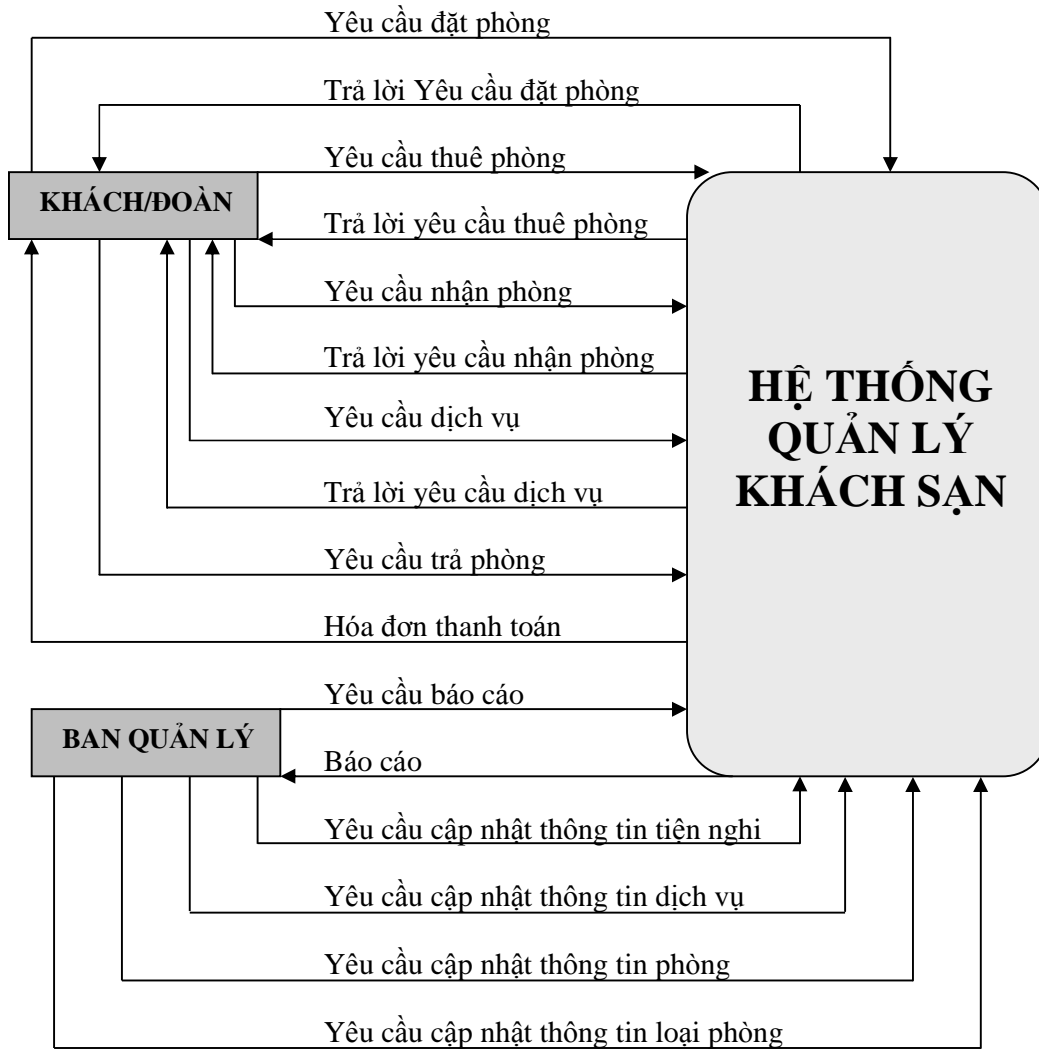 Yêu cầu đặt phòng
Trả lời Yêu cầu đặt phòng
Yêu cầu thuê phòng
KHÁCH/ĐOÀN
Trả lời yêu cầu thuê phòng
Yêu cầu nhận phòng
Trả lời yêu cầu nhận phòng
HỆ THỐNG
QUẢN LÝ
KHÁCH SẠN
Yêu cầu dịch vụ
Trả lời yêu cầu dịch vụ
Yêu cầu trả phòng
Hóa đơn thanh toán
Yêu cầu báo cáo
BAN QUẢN LÝ
Báo cáo
Yêu cầu cập nhật thông tin tiện nghi
Yêu cầu cập nhật thông tin dịch vụ
Yêu cầu cập nhật thông tin phòng
Yêu cầu cập nhật thông tin loại phòng